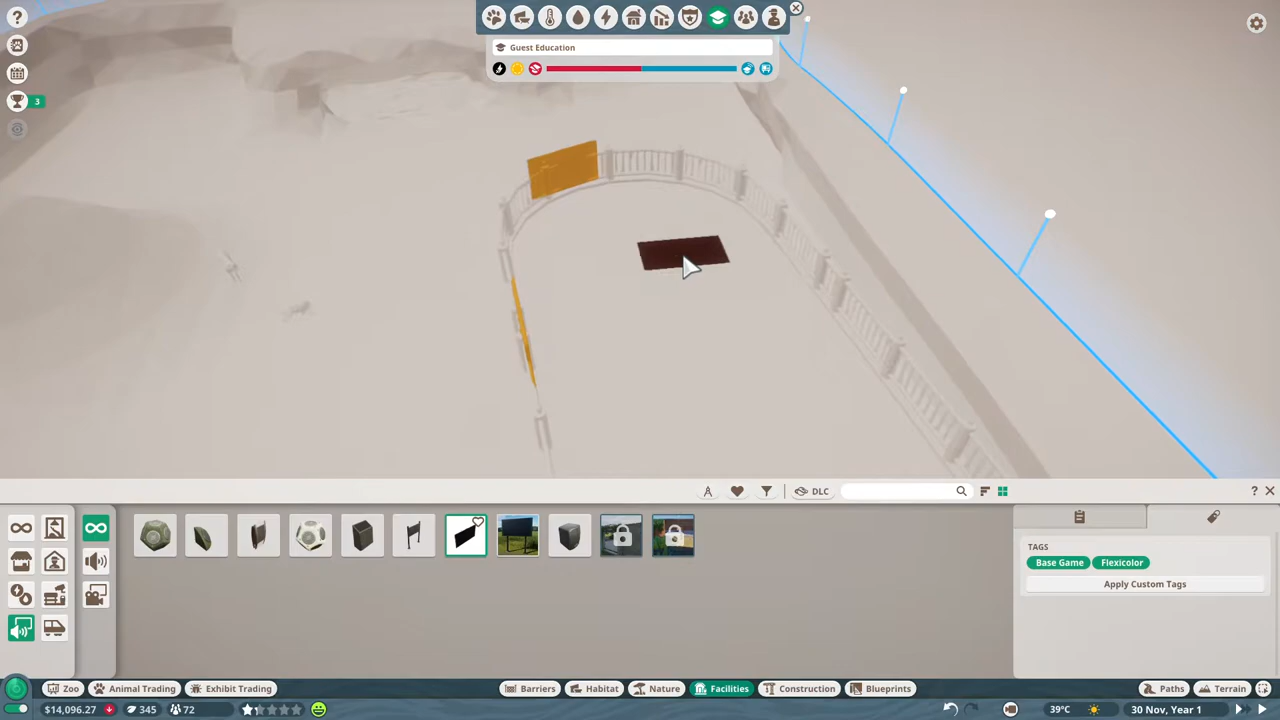 ?
3
Guest Education
DLC
?
TAGS
Base Game
Flexicolor
Apply Custom Tags
Zoo
Animal Trading
Exhibit Trading
Barriers
Habitat
Nature
Facilities
Construction
Blueprints
Paths
Terrain
$14,096.27
345
72
39°C
30 Nov, Year 1